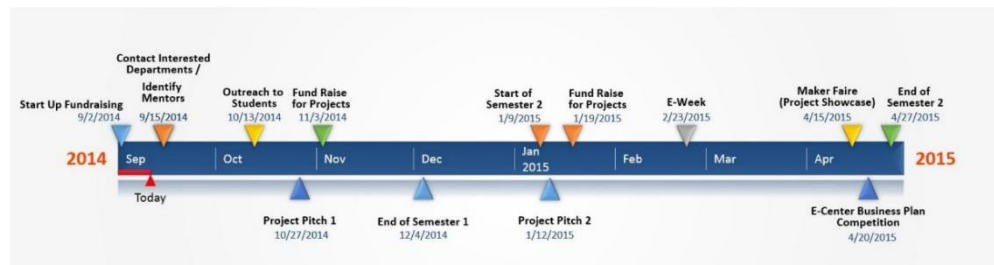 Contact Interested
Departments /
Identify
Mentors
9/15/2014
Start Up Fundraising
9/2/2014
Outreach to
Students
10/13/2014
Fund Raise
for Projects
11/3/2014
Start of
Semester 2
1/9/2015
Fund Raise
for Projects
1/19/2015
E-Week
2/23/2015
Maker Faire
(Project Showcase)
4/15/2015
End of
Semester 2
4/27/2015
2014
Sep
Oct
Nov
Dec
Jan
2015
Feb
Mar
Apr
2015
Today
Project Pitch 1
10/27/2014
End of Semester 1
12/4/2014
Project Pitch 2
1/12/2015
E-Center Business Plan
Competition
4/20/2015